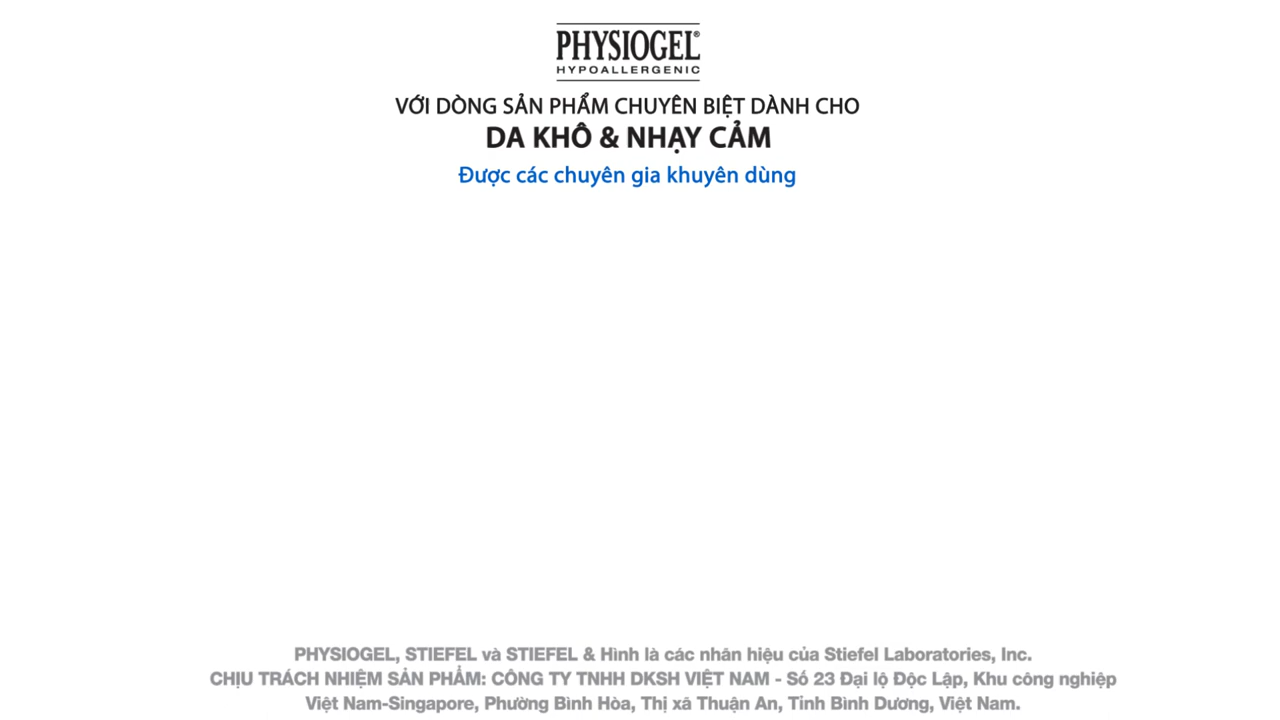 PHYSIOGEL®
HYPOALLERGENIC
VỚI DÒNG SẢN PHẨM CHUYÊN BIỆT DÀNH CHO
DA KHÔ & NHẠY CẢM
Được các chuyên gia khuyên dùng
PHYSIOGEL, STIEFEL và STIEFEL & Hình là các nhãn hiệu của Stiefel Laboratories, Inc.
CHỊU TRÁCH NHIỆM SẢN PHẨM: CÔNG TY TNHH DKSH VIỆT NAM - Số 23 Đại lộ Độc Lập, Khu công nghiệp
Việt Nam-Singapore, Phường Bình Hòa, Thị xã Thuận An, Tỉnh Bình Dương, Việt Nam.